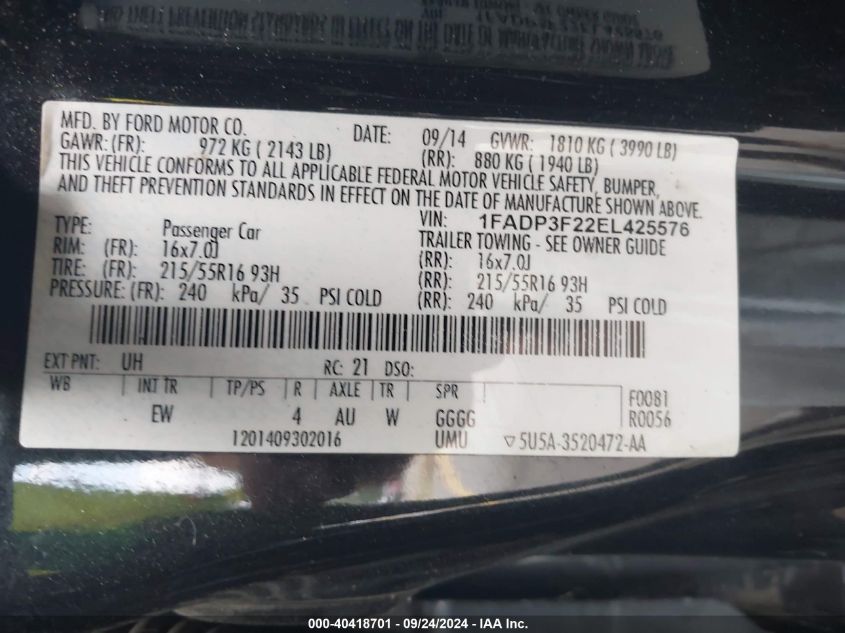 MFD. BY FORD MOTOR CO. DATE: 09/14 GVWR: 1810 KG ( 3990 LB)
GAWR: (FR): 972 KG ( 2143 LB) (RR): 880 KG ( 1940 LB)
THIS VEHICLE CONFORMS TO ALL APPLICABLE FEDERAL MOTOR VEHICLE SAFETY, BUMPER,
AND THEFT PREVENTION STANDARDS IN EFFECT ON THE DATE OF MANUFACTURE SHOWN ABOVE.
VIN: 1FADP3F22EL425576
TYPE: Passenger Car TRAILER TOWING - SEE OWNER GUIDE
RIM: (FR): 16x7.0J (RR): 16x7.0J
TIRE: (FR): 215/55R16 93H (RR): 215/55R16 93H
PRESSURE: (FR): 240 kPa/ 35 PSI COLD (RR): 240 kPa/ 35 PSI COLD
EXT PNT: UH RC: 21 DSO:
WB INT TR TP/PS R AXLE TR SPR F0081
EW 4 AU W GGGG R0056
1201409302016 UMU ▽5U5A-3520472-AA
000-40418701 - 09/24/2024 - IAA Inc.